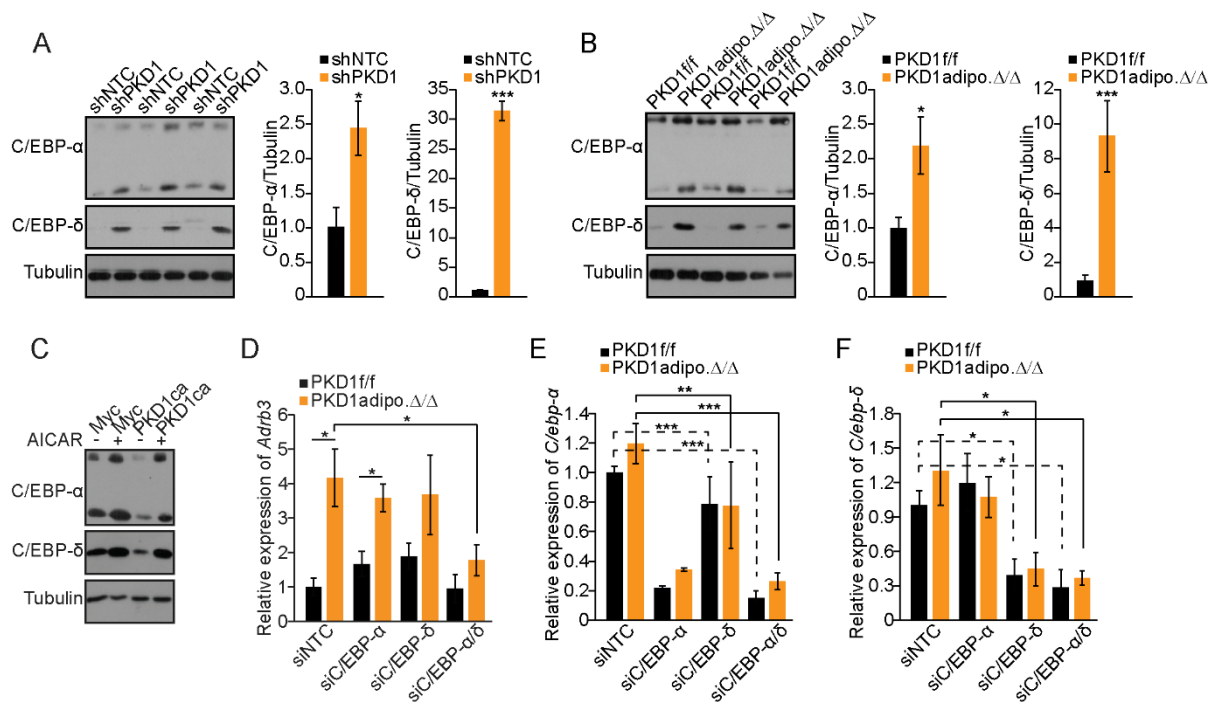 A
shNTC
shPKD1
shNTC
shPKD1
shNTC
shPKD1
C/EBP-α
C/EBP-δ
Tubulin
shNTC
shPKD1
C/EBP-α/Tubulin
3.0
2.5
2.0
1.5
1.0
0.5
0
*
shNTC
shPKD1
C/EBP-δ/Tubulin
35
30
25
20
15
10
5
0
***
B
PKD1f/f
PKD1adipo.Δ/Δ
PKD1f/f
PKD1adipo.Δ/Δ
PKD1f/f
PKD1adipo.Δ/Δ
C/EBP-α
C/EBP-δ
Tubulin
PKD1f/f
PKD1adipo.Δ/Δ
C/EBP-α/Tubulin
3.0
2.5
2.0
1.5
1.0
0.5
0
*
PKD1f/f
PKD1adipo.Δ/Δ
C/EBP-δ/Tubulin
12
10
8
6
4
2
0
***
C
Myc
Myc
PKD1ca
PKD1ca
AICAR - + - +
C/EBP-α
C/EBP-δ
Tubulin
D
PKD1f/f
PKD1adipo.Δ/Δ
Relative expression of Adrb3
6
5
4
3
2
1
0
*
*
*
siNTC
siC/EBP-α
siC/EBP-δ
siC/EBP-α/δ
E
PKD1f/f
PKD1adipo.Δ/Δ
Relative expression of C/ebp-α
1.4
1.2
1.0
0.8
0.6
0.4
0.2
0
**
***
***
***
siNTC
siC/EBP-α
siC/EBP-δ
siC/EBP-α/δ
F
PKD1f/f
PKD1adipo.Δ/Δ
Relative expression of C/ebp-δ
1.8
1.5
1.2
0.9
0.6
0.3
0
*
*
*
*
siNTC
siC/EBP-α
siC/EBP-δ
siC/EBP-α/δ